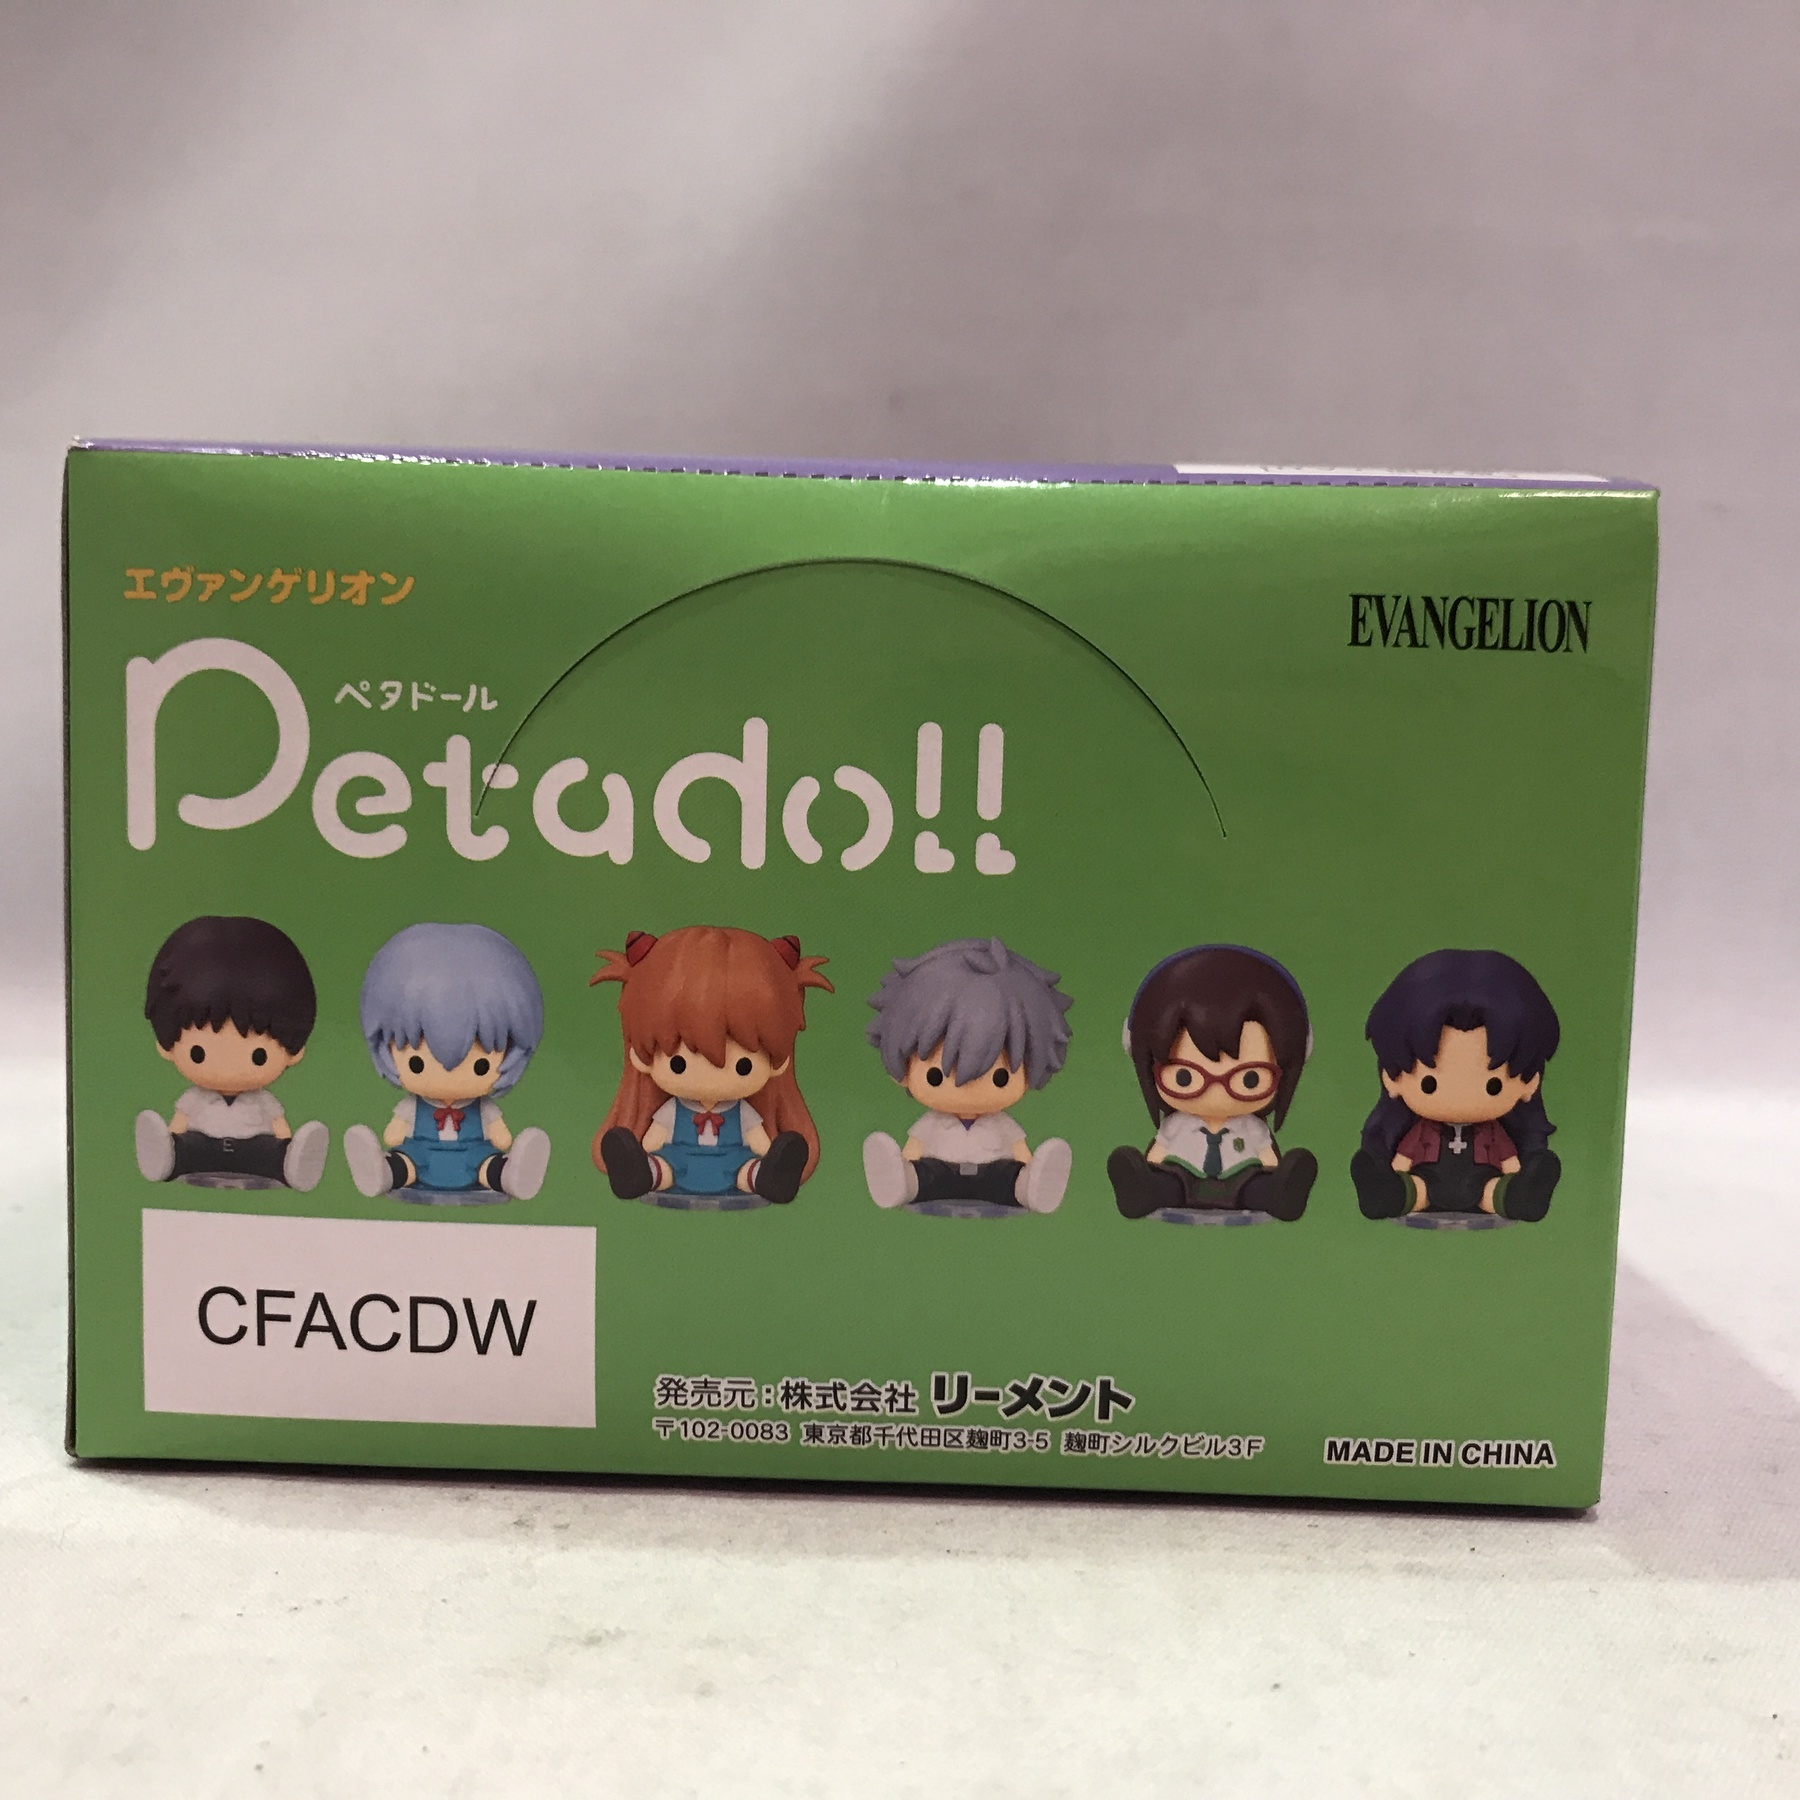 エヴァンゲリオン
EVANGELION
ペタドール
Petado!!
CFACDW
発売元:株式会社 リーメント
〒102-0083 東京都千代田区麹町3-5 麹町シルクビル3F
MADE IN CHINA